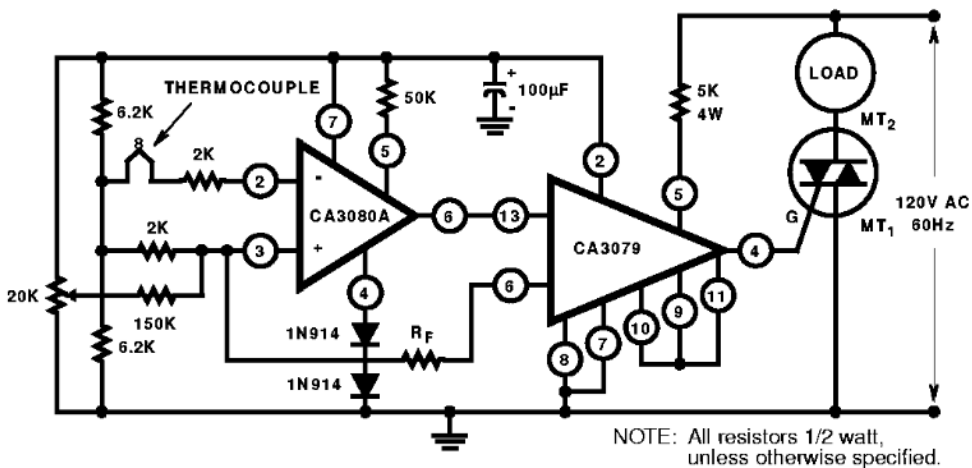 THERMOCOUPLE
6.2K
8
2K
2
-
7
50K
5
+
100μF
-
2
5K
4W
LOAD
MT2
5
120V AC
60Hz
CA3080A
6
13
CA3079
4
G
MT1
2K
3
+
20K
150K
6.2K
4
1N914
RF
1N914
6
8
7
10
9
11
NOTE: All resistors 1/2 watt,
unless otherwise specified.